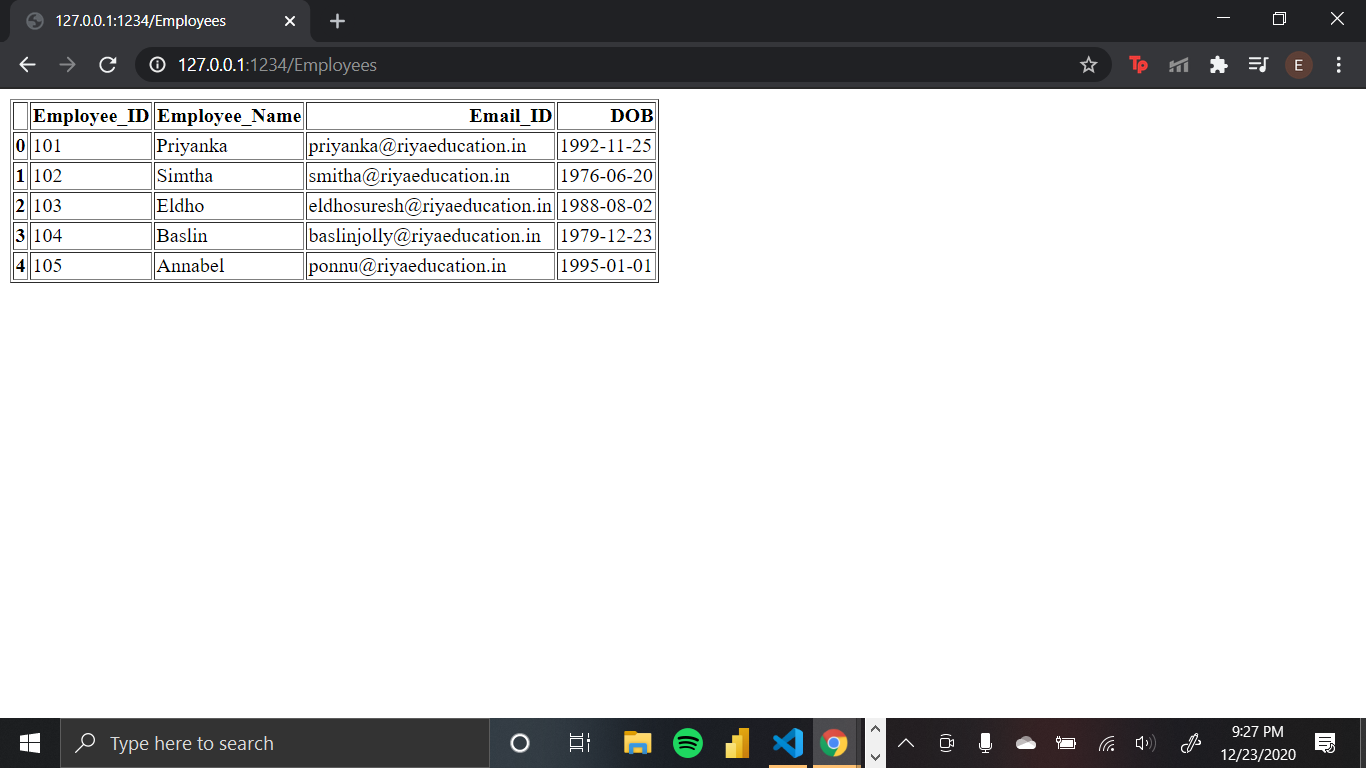 127.0.0.1:1234/Employees
127.0.0.1:1234/Employees
E
Employee_ID Employee_Name Email_ID DOB
0 101 Priyanka priyanka@riyaeducation.in 1992-11-25
1 102 Simtha smitha@riyaeducation.in 1976-06-20
2 103 Eldho eldhosuresh@riyaeducation.in 1988-08-02
3 104 Baslin baslinjolly@riyaeducation.in 1979-12-23
4 105 Annabel ponnu@riyaeducation.in 1995-01-01
Type here to search
9:27 PM
12/23/2020